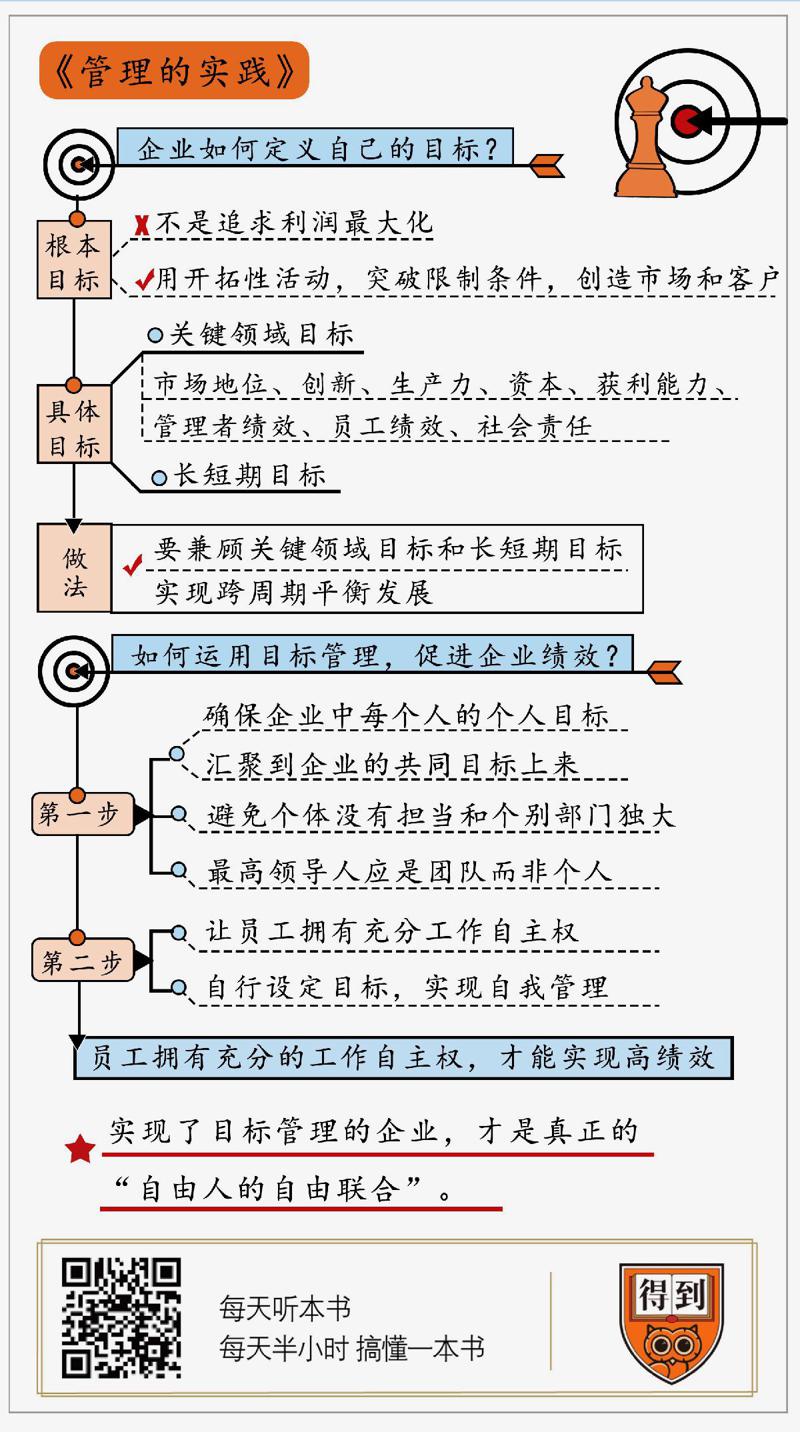 《管理的实践》
企业如何定义自己的目标？
根本
目标
不是追求利润最大化
用开拓性活动，突破限制条件，创造市场和客户
具体
目标
关键领域目标
市场地位、创新、生产力、资本、获利能力、
管理者绩效、员工绩效、社会责任
长短期目标
做
法
要兼顾关键领域目标和长短期目标
实现跨周期平衡发展
如何运用目标管理，促进企业绩效？
第一步
确保企业中每个人的个人目标
汇聚到企业的共同目标上来
避免个体没有担当和个别部门独大
最高领导人应是团队而非个人
第二步
让员工拥有充分工作自主权
自行设定目标，实现自我管理
员工拥有充分的工作自主权，才能实现高绩效
实现了目标管理的企业，才是真正的
“自由人的自由联合”。
每天听本书
每天半小时 搞懂一本书
得到